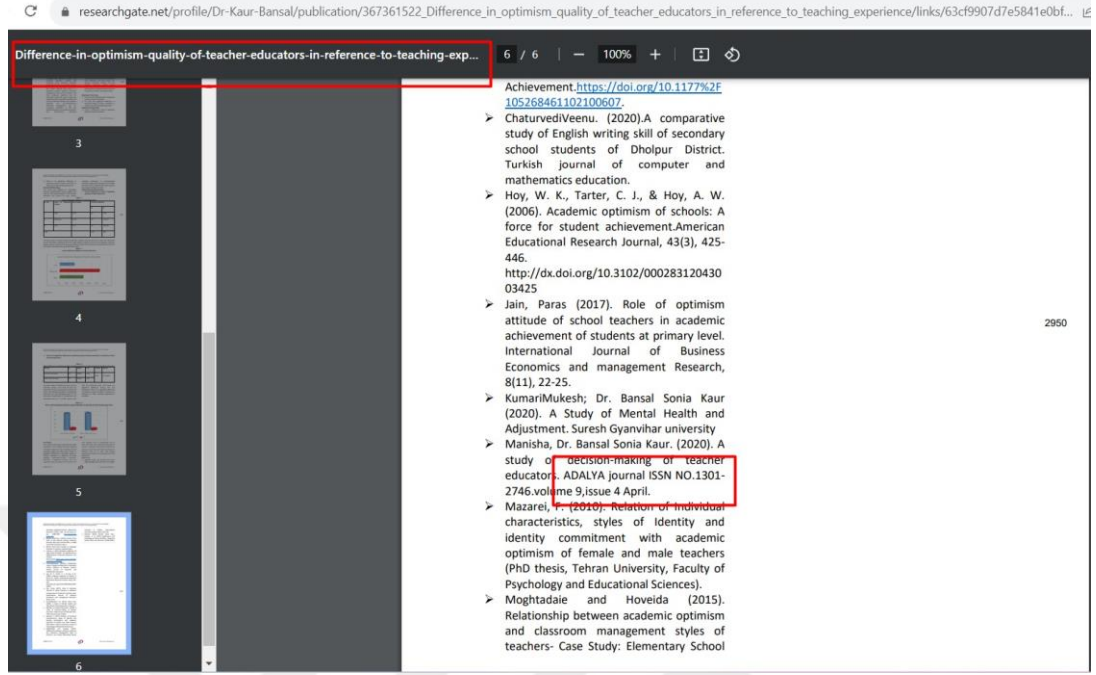 researchgate.net/profile/Dr-Kaur-Bansal/publication/367361522_Difference_in_optimism_quality_of_teacher_educators_in_reference_to_teaching_experience/links/63cf9907d7e5841e0bf...
Difference-in-optimism-quality-of-teacher-educators-in-reference-to-teaching-exp...
6 / 6
100%
3
4
5
6
Achievement.https://doi.org/10.1177%2F
105268461102100607.
➢ ChaturvediVeenu. (2020).A comparative
study of English writing skill of secondary
school students of Dholpur District.
Turkish journal of computer and
mathematics education.
➢ Hoy, W. K., Tarter, C. J., & Hoy, A. W.
(2006). Academic optimism of schools: A
force for student achievement.American
Educational Research Journal, 43(3), 425-
446.
http://dx.doi.org/10.3102/000283120430
03425
➢ Jain, Paras (2017). Role of optimism
attitude of school teachers in academic
achievement of students at primary level.
International Journal of Business
Economics and management Research,
8(11), 22-25.
➢ KumariMukesh; Dr. Bansal Sonia Kaur
(2020). A Study of Mental Health and
Adjustment. Suresh Gyanvihar university
➢ Manisha, Dr. Bansal Sonia Kaur. (2020). A
study of decision-making of teacher
educators. ADALYA journal ISSN NO.1301-
2746.volume 9,issue 4 April.
➢ Mazarei, F. (2010). Relation of Individual
characteristics, styles of Identity and
identity commitment with academic
optimism of female and male teachers
(PhD thesis, Tehran University, Faculty of
Psychology and Educational Sciences).
➢ Moghtadaie and Hoveida (2015).
Relationship between academic optimism
and classroom management styles of
teachers- Case Study: Elementary School
2950